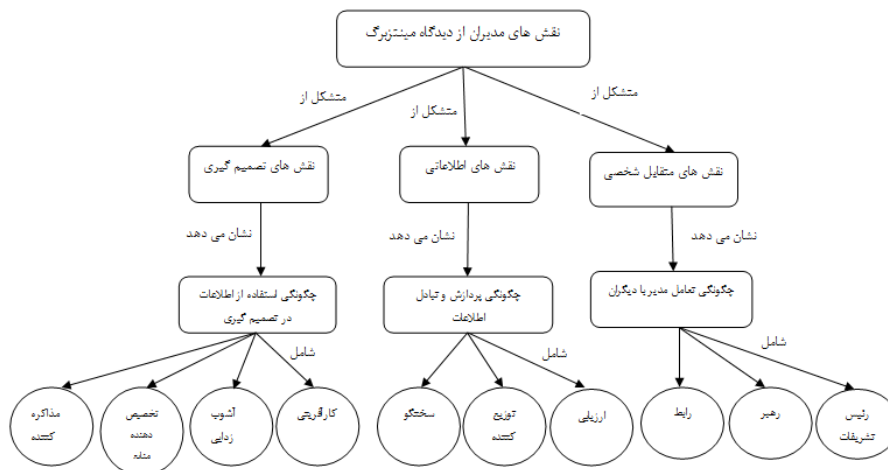 نقش های مدیران از دیدگاه مینتزبرگ
متشکل از
متشکل از
متشکل از
نقش های متقابل شخصی
نقش های اطلاعاتی
نقش های تصمیم گیری
نشان می دهد
نشان می دهد
نشان می دهد
چگونگی تعامل مدیر با دیگران
چگونگی پردازش و تبادل
اطلاعات
چگونگی استفاده از اطلاعات
در تصمیم گیری
شامل
شامل
شامل
رئیس
تشریفات
رهبر
رابط
ارزیابی
توزیع
کننده
سخنگو
کارآفرینی
آشوب
زدایی
تخصیص
دهنده
منابع
مذاکره
کننده